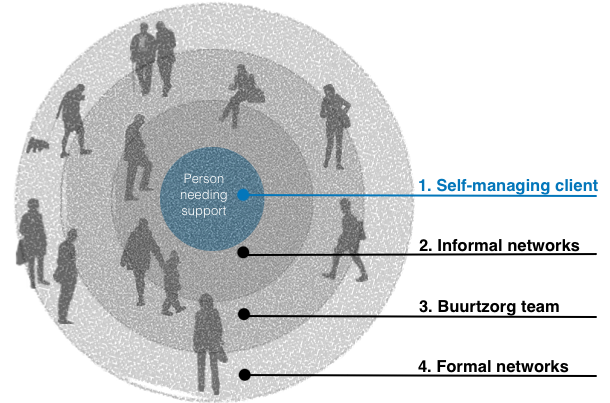 Person
needing
support
1. Self-managing client
2. Informal networks
3. Buurtzorg team
4. Formal networks